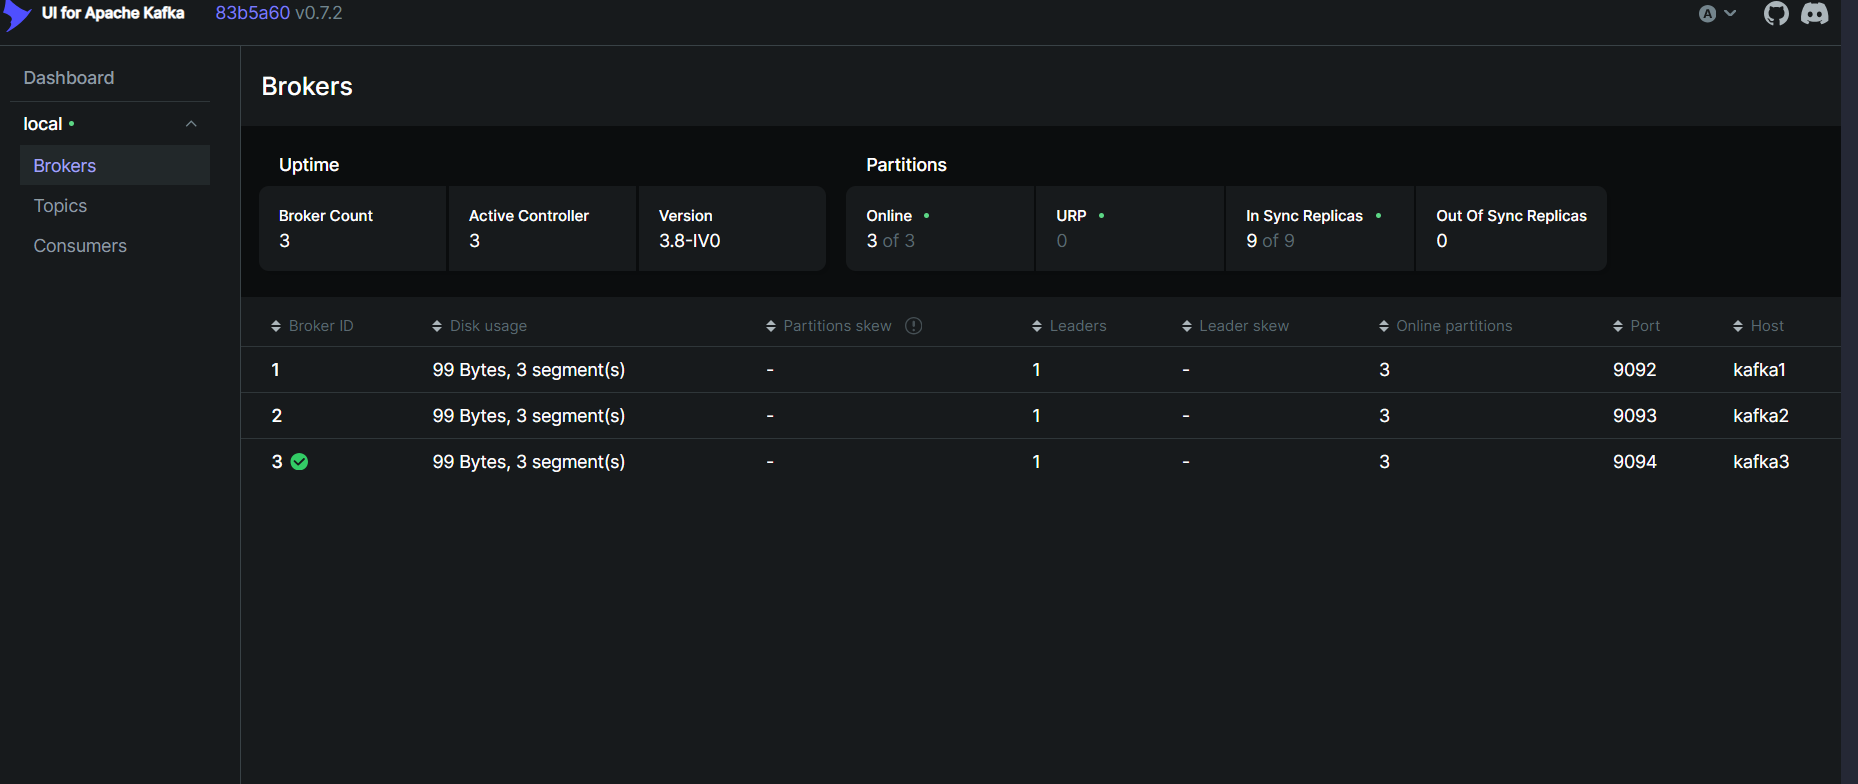 UI for Apache Kafka 83b5a60 v0.7.2 A
Dashboard
local
Brokers
Topics
Consumers
Brokers
Uptime
Broker Count Active Controller Version
3 3 3.8-IV0
Partitions
Online URP In Sync Replicas Out Of Sync Replicas
3 of 3 0 9 of 9 0
Broker ID Disk usage Partitions skew Leaders Leader skew Online partitions Port Host
1 99 Bytes, 3 segment(s) - 1 - 3 9092 kafka1
2 99 Bytes, 3 segment(s) - 1 - 3 9093 kafka2
3 99 Bytes, 3 segment(s) - 1 - 3 9094 kafka3